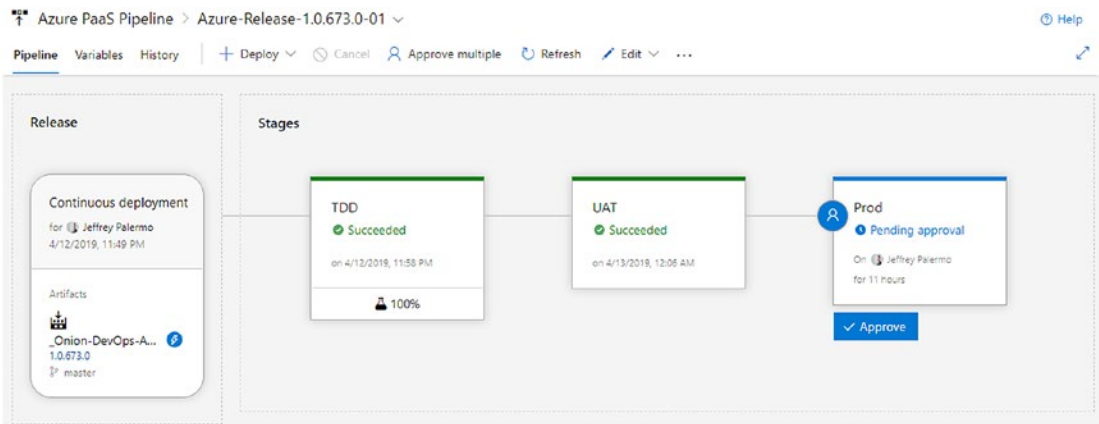 Azure PaaS Pipeline > Azure-Release-1.0.673.0-01
Help
Pipeline Variables History + Deploy Cancel Approve multiple Refresh Edit ...
Release
Stages
Continuous deployment
for Jeffrey Palermo
4/12/2019, 11:49 PM
Artifacts
_Onion-DevOps-A...
1.0.673.0
master
TDD
Succeeded
on 4/12/2019, 11:58 PM
100%
UAT
Succeeded
on 4/13/2019, 12:06 AM
Prod
Pending approval
On Jeffrey Palermo
for 11 hours
Approve